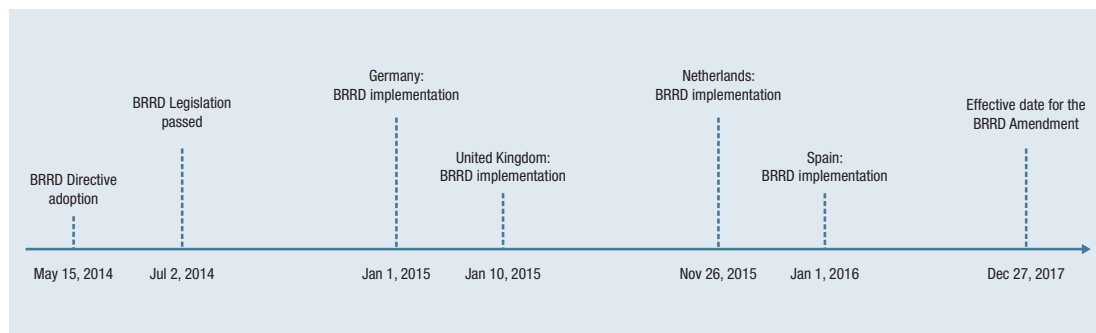 BRRD Directive
adoption
BRRD Legislation
passed
Germany:
BRRD implementation
United Kingdom:
BRRD implementation
Netherlands:
BRRD implementation
Spain:
BRRD implementation
Effective date for the
BRRD Amendment
May 15, 2014
Jul 2, 2014
Jan 1, 2015
Jan 10, 2015
Nov 26, 2015
Jan 1, 2016
Dec 27, 2017